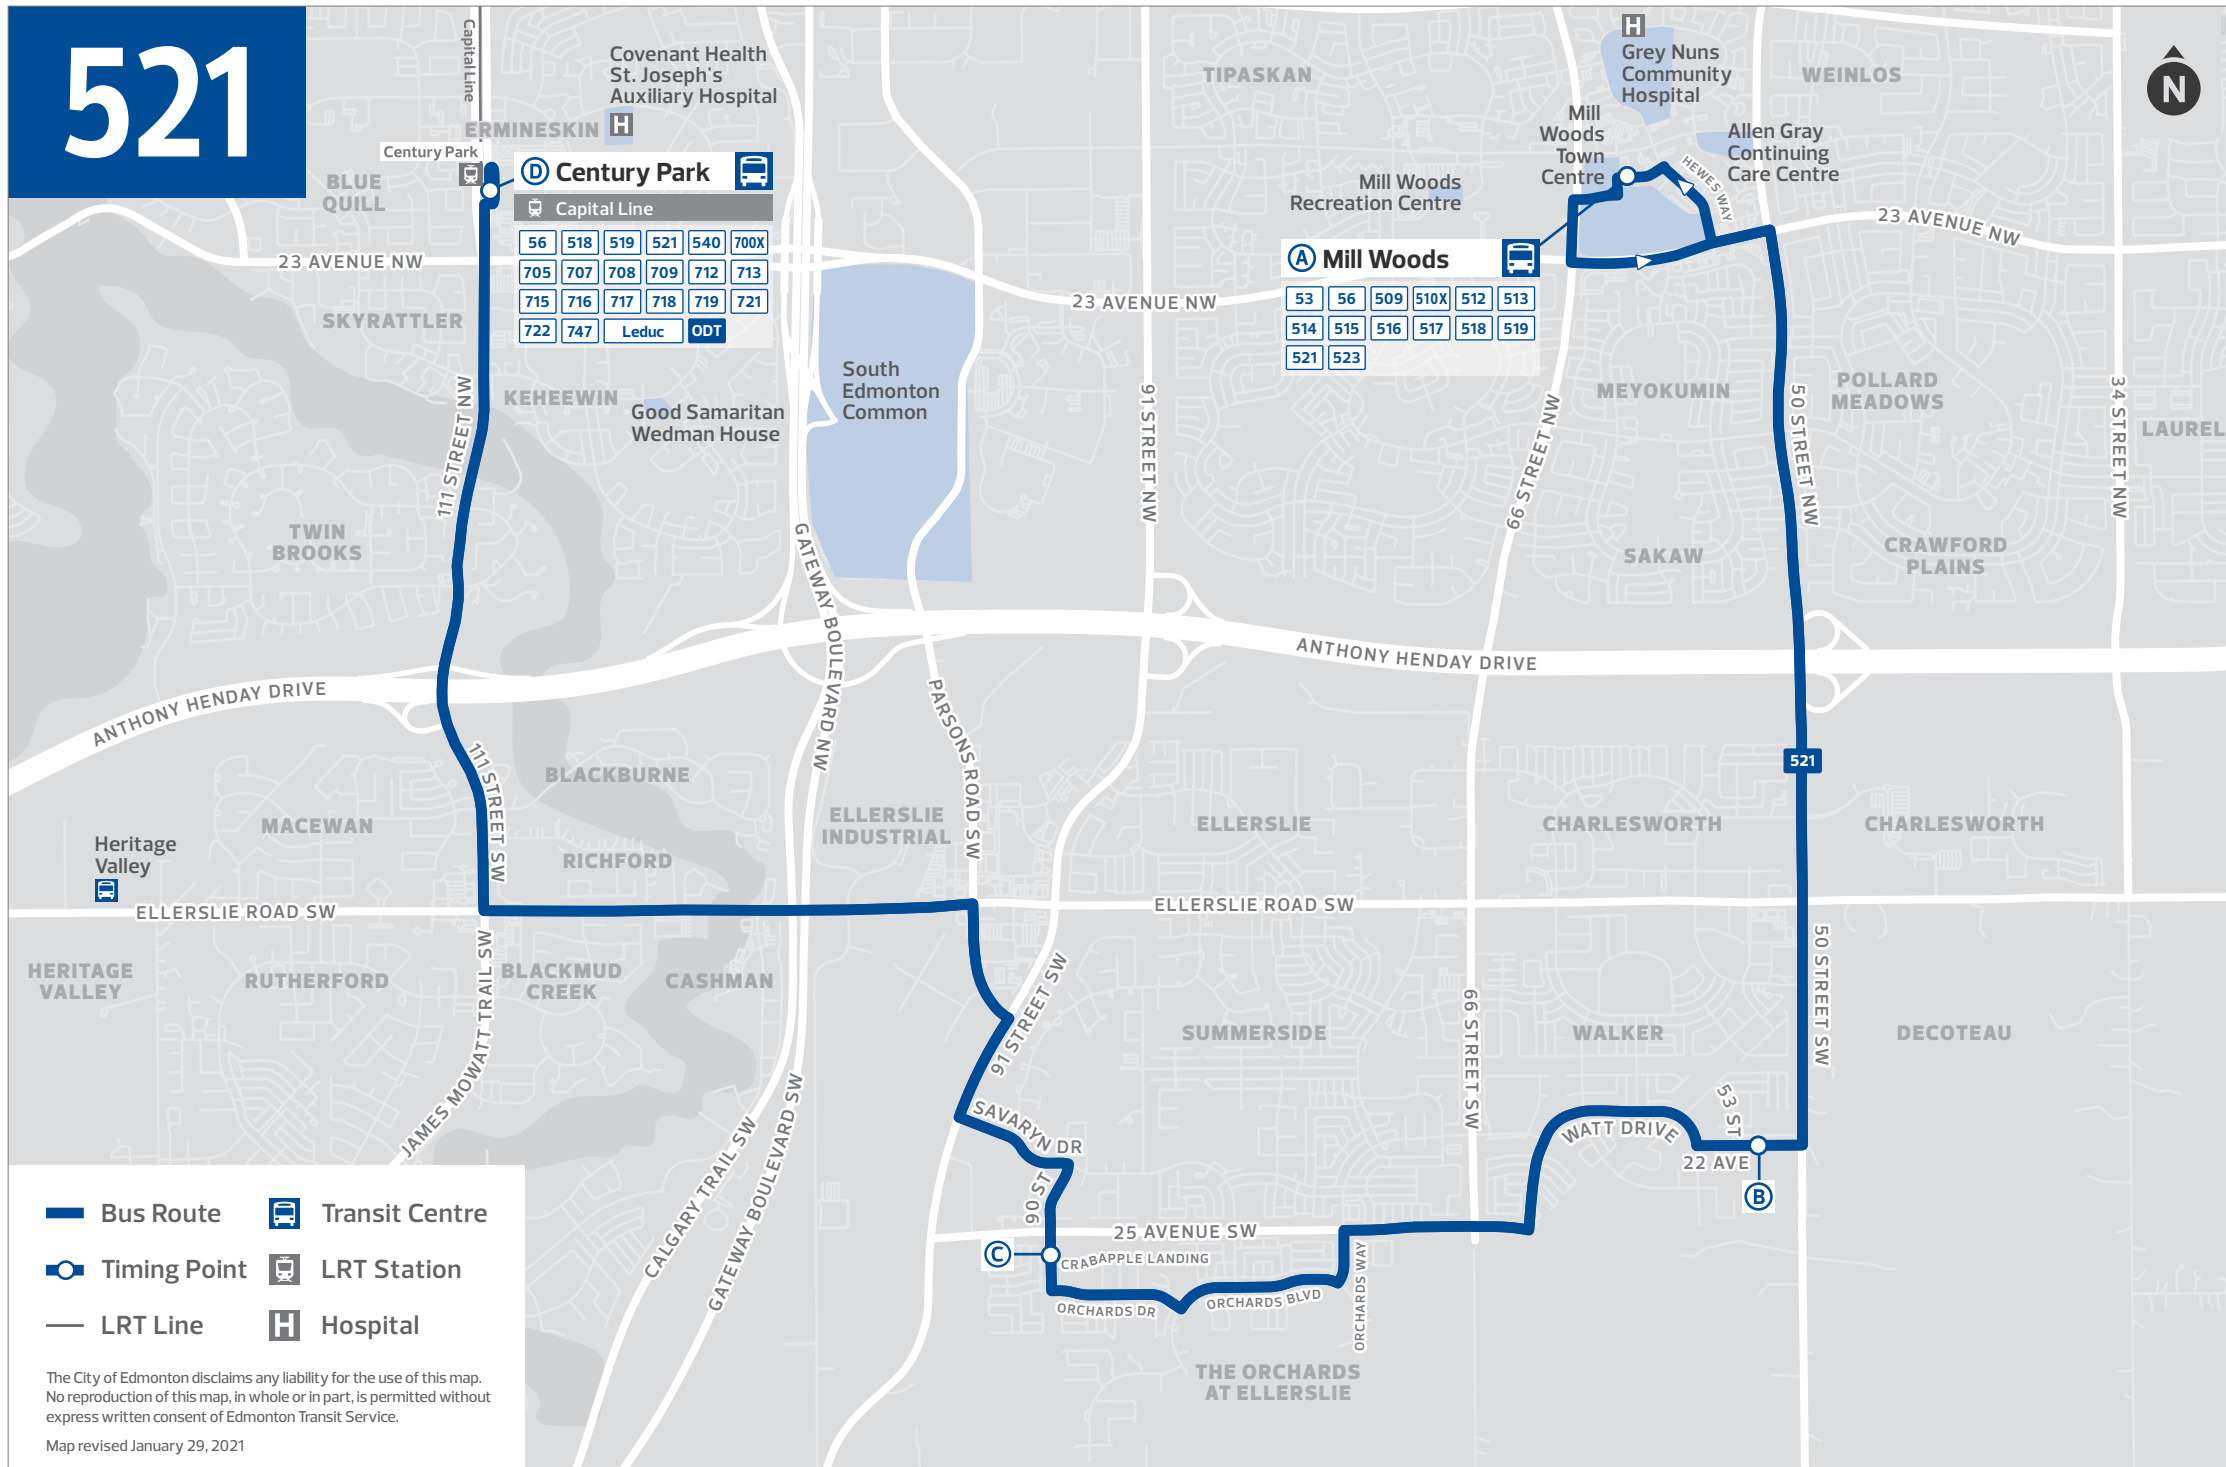 521
Capital Line
Covenant Health
St. Joseph's
Auxiliary Hospital
H
ERMINESKIN
Century Park
BLUE
QUILL
D Century Park
Capital Line
56 518 519 521 540 700X
705 707 708 709 712 713
715 716 717 718 719 721
722 747 Leduc ODT
23 AVENUE NW
SKYRATTLER
KEHEEWIN
Good Samaritan
Wedman House
111 STREET NW
TWIN
BROOKS
South
Edmonton
Common
23 AVENUE NW
91 STREET NW
TIPASKAN
H
Grey Nuns
Community
Hospital
WEINLOS
N
Mill
Woods
Town
Centre
Allen Gray
Continuing
Care Centre
HEWES WAY
Mill Woods
Recreation Centre
23 AVENUE NW
A Mill Woods
53 56 509 510X 512 513
514 515 516 517 518 519
521 523
MEYOKUMIN
POLLARD
MEADOWS
50 STREET NW
34 STREET NW
LAUREL
66 STREET NW
SAKAW
CRAWFORD
PLAINS
GATEWAY BOULEVARD NW
ANTHONY HENDAY DRIVE
ANTHONY HENDAY DRIVE
PARSONS ROAD SW
111 STREET SW
BLACKBURNE
521
MACEWAN
Heritage
Valley
RICHFORD
ELLERSLIE
INDUSTRIAL
ELLERSLIE
CHARLESWORTH
CHARLESWORTH
ELLERSLIE ROAD SW
ELLERSLIE ROAD SW
HERITAGE
VALLEY
RUTHERFORD
JAMES MOWATT TRAIL SW
BLACKMUD
CREEK
CASHMAN
91 STREET SW
SUMMERSIDE
66 STREET SW
WALKER
50 STREET SW
DECOTEAU
SAVARYN DR
WATT DRIVE
53 ST
22 AVE
B
90 ST
25 AVENUE SW
C
CRABAPPLE LANDING
ORCHARDS DR
ORCHARDS BLVD
ORCHARDS WAY
CALGARY TRAIL SW
GATEWAY BOULEVARD SW
THE ORCHARDS
AT ELLERSLIE
Bus Route
Transit Centre
Timing Point
LRT Station
LRT Line
H Hospital
The City of Edmonton disclaims any liability for the use of this map.
No reproduction of this map, in whole or in part, is permitted without
express written consent of Edmonton Transit Service.
Map revised January 29, 2021